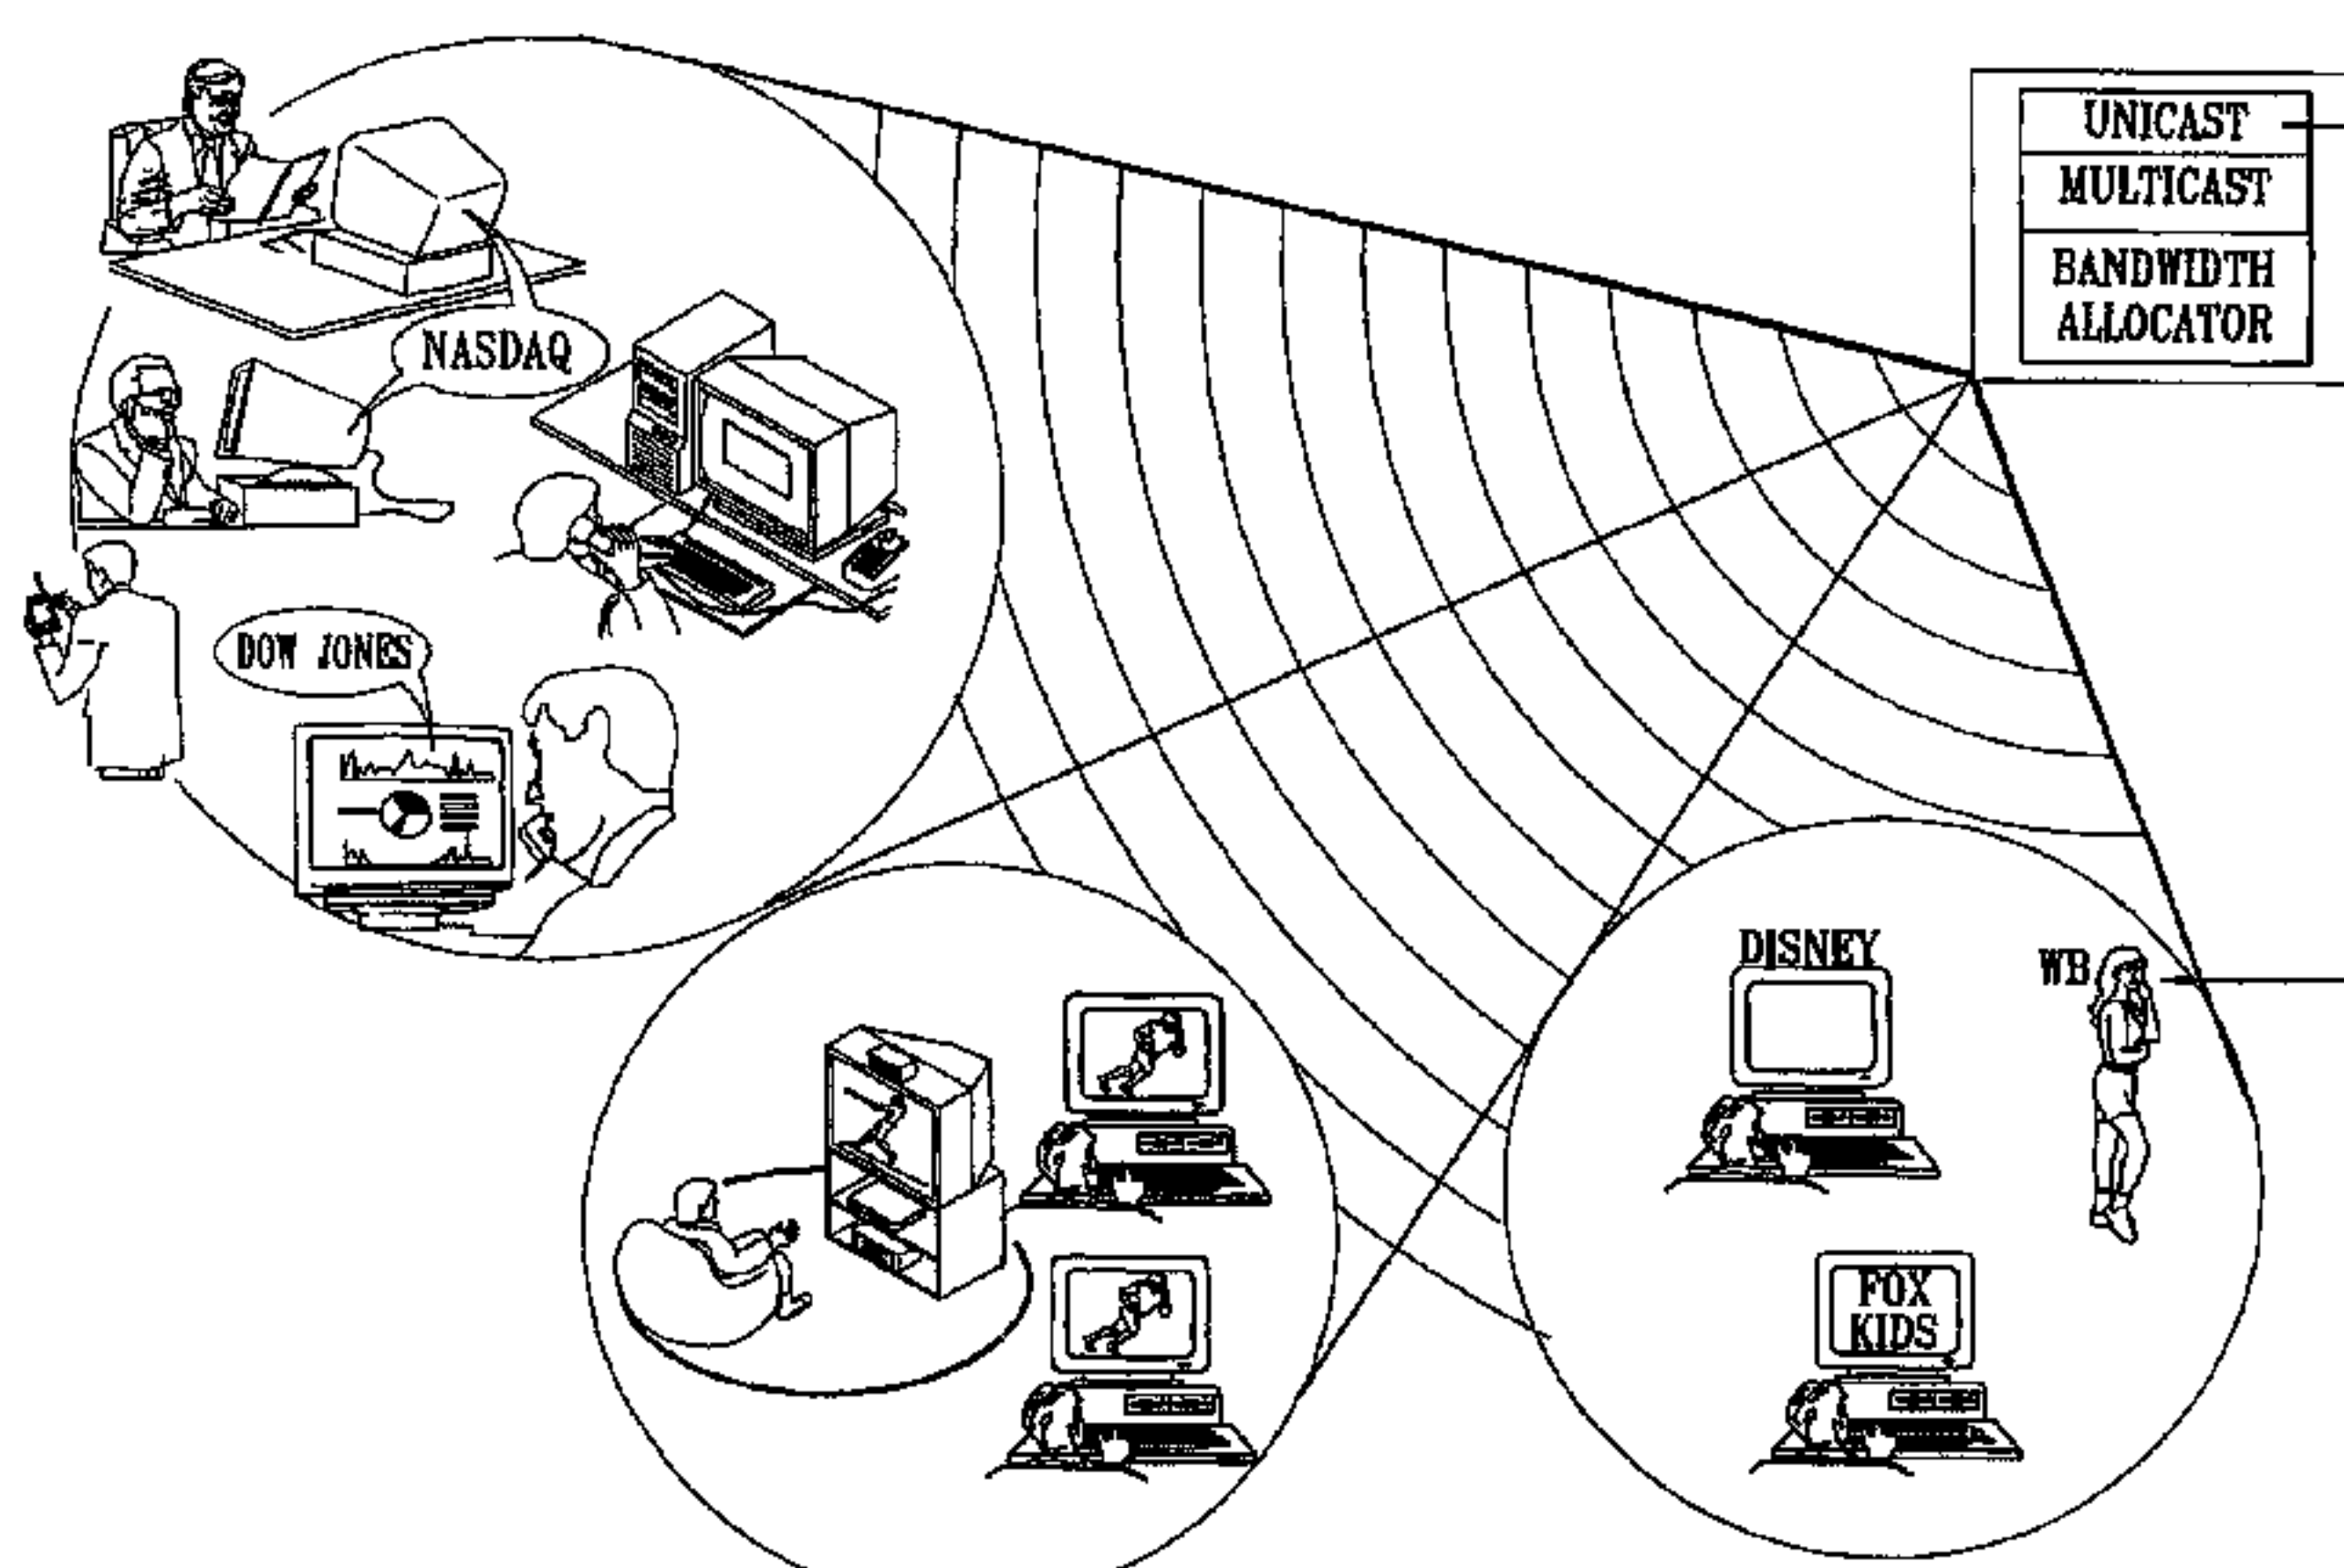 UNICAST
MULTICAST
BANDWIDTH
ALLOCATOR
NASDAQ
DOW JONES
DISNEY
WB
FOX
KIDS